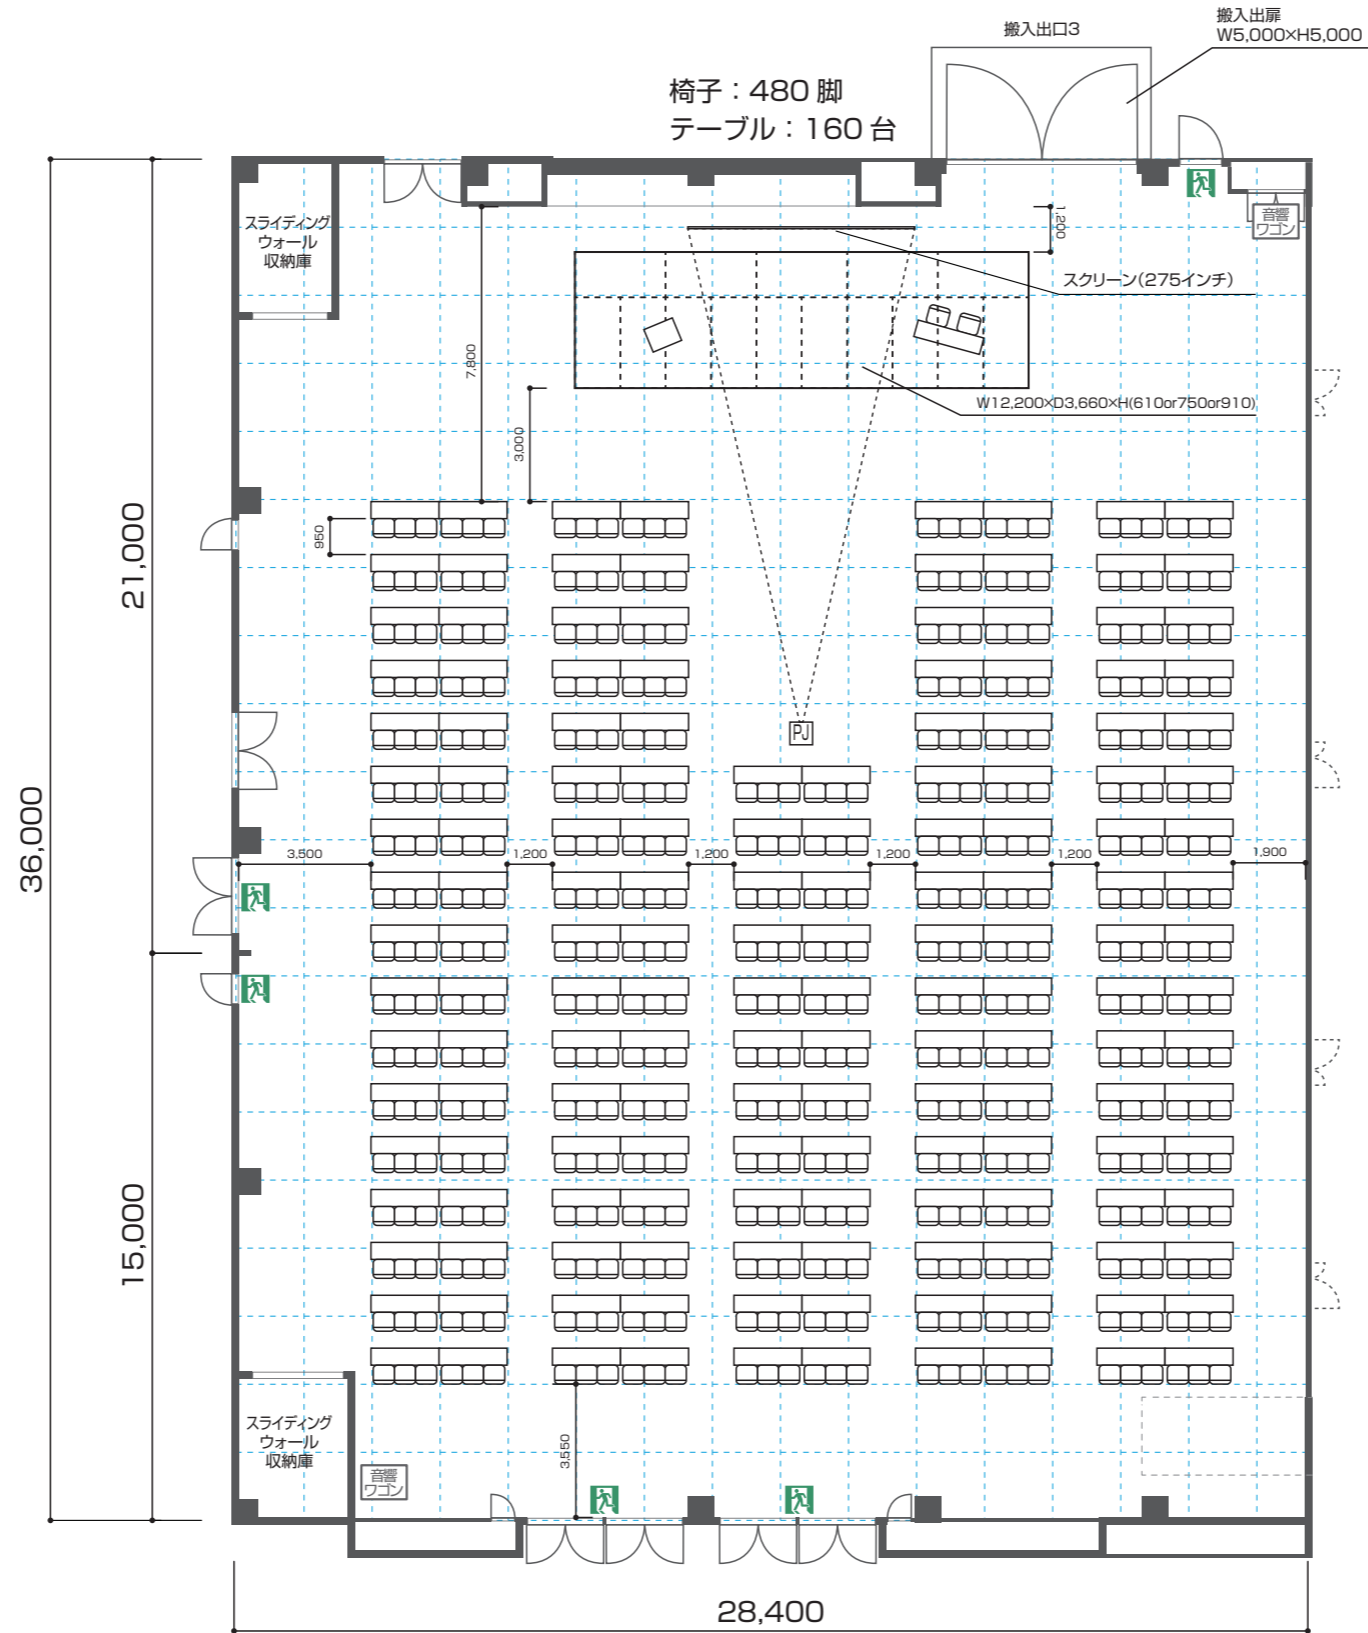 搬入出口3
搬入出扉
W5,000×H5,000
椅子：480 脚
テーブル：160 台
スライディング
ウォール
収納庫
音響
ワゴン
1,200
スクリーン(275インチ)
7,800
W12,200×D3,660×H(610or750or910)
3,000
950
21,000
PJ
36,000
3,500
1,200
1,200
1,200
1,200
1,900
15,000
スライディング
ウォール
収納庫
音響
ワゴン
3,550
28,400